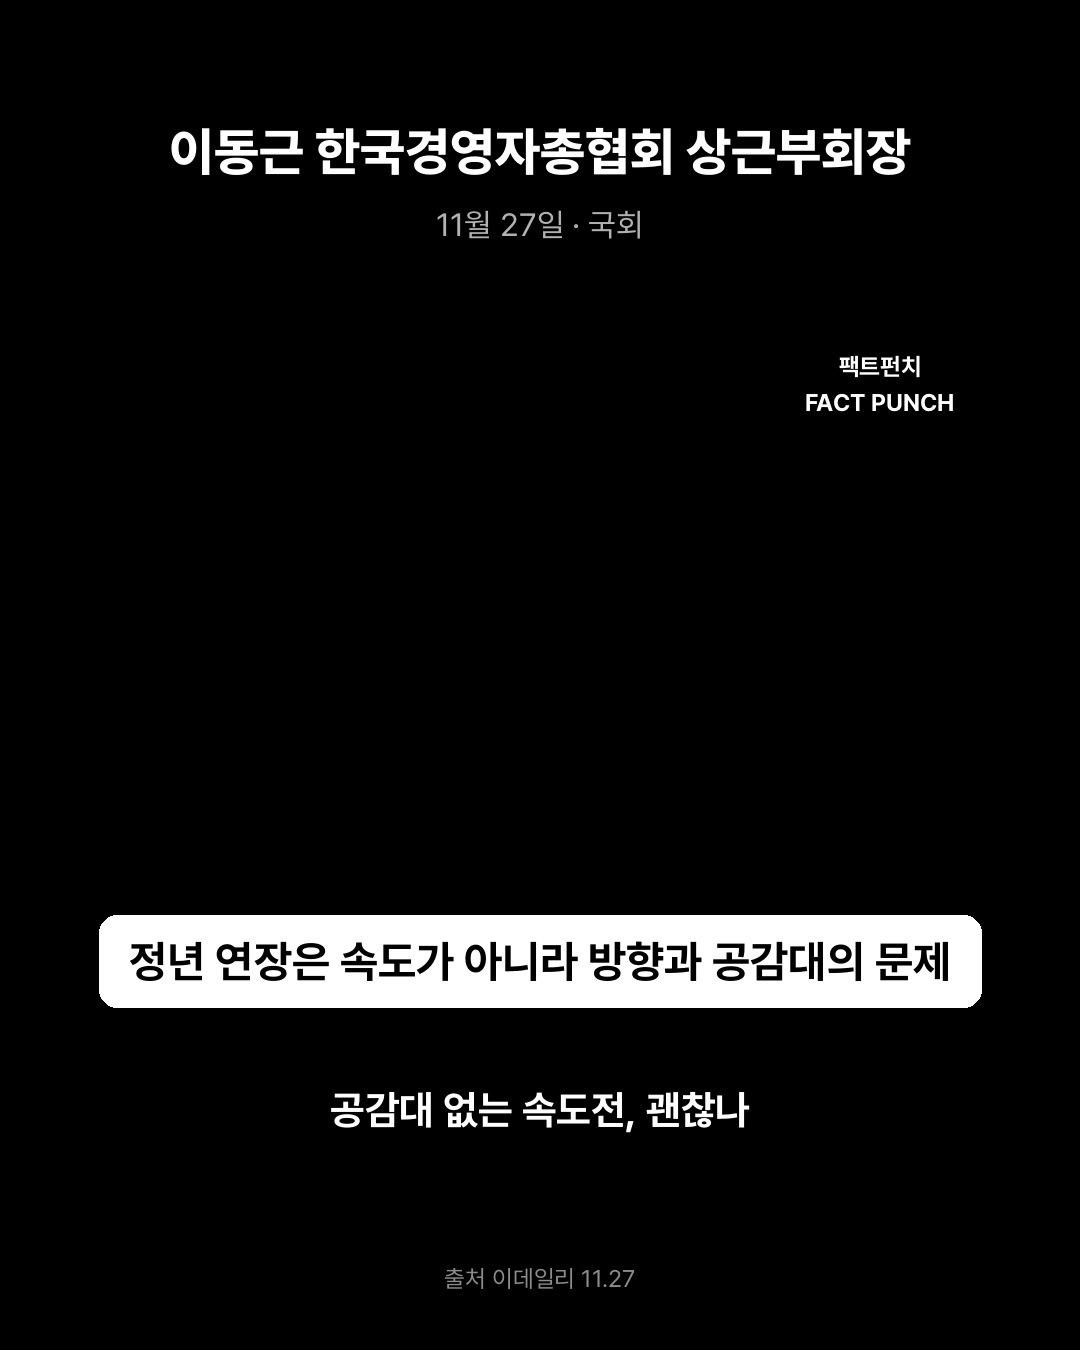 이동근 한국경영자총협회 상근부회장
11월 27일 · 국회
팩트펀치
FACT PUNCH
정년 연장은 속도가 아니라 방향과 공감대의 문제
공감대 없는 속도전, 괜찮나
출처 이데일리 11.27